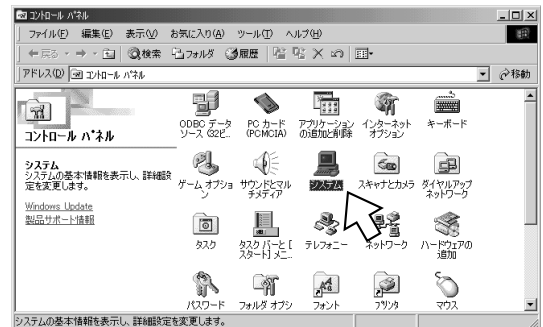 コントロール パネル
ファイル(F) 編集(E) 表示(V) お気に入り(A) ツール(T) ヘルプ(H)
戻る 検索 フォルダ 履歴
アドレス(D) コントロール パネル 移動
コントロール パネル
システム
システムの基本情報を表示し、詳細設
定を変更します。
Windows Update
製品サポート情報
ODBC データ
ソース (32ビ...
PC カード
(PCMCIA)
アプリケーション
の追加と削除
インターネット
オプション
キーボード
ゲーム オプショ
ン
サウンドとマル
チメディア
システム
スキャナとカメラ
ダイヤルアップ
ネットワーク
タスク
タスク バーと [
スタート] メニ...
テレフォニー
ネットワーク
ハードウェアの
追加
パスワード
フォルダ オプシ
フォント
プリンタ
マウス
システムの基本情報を表示し、詳細設定を変更します。